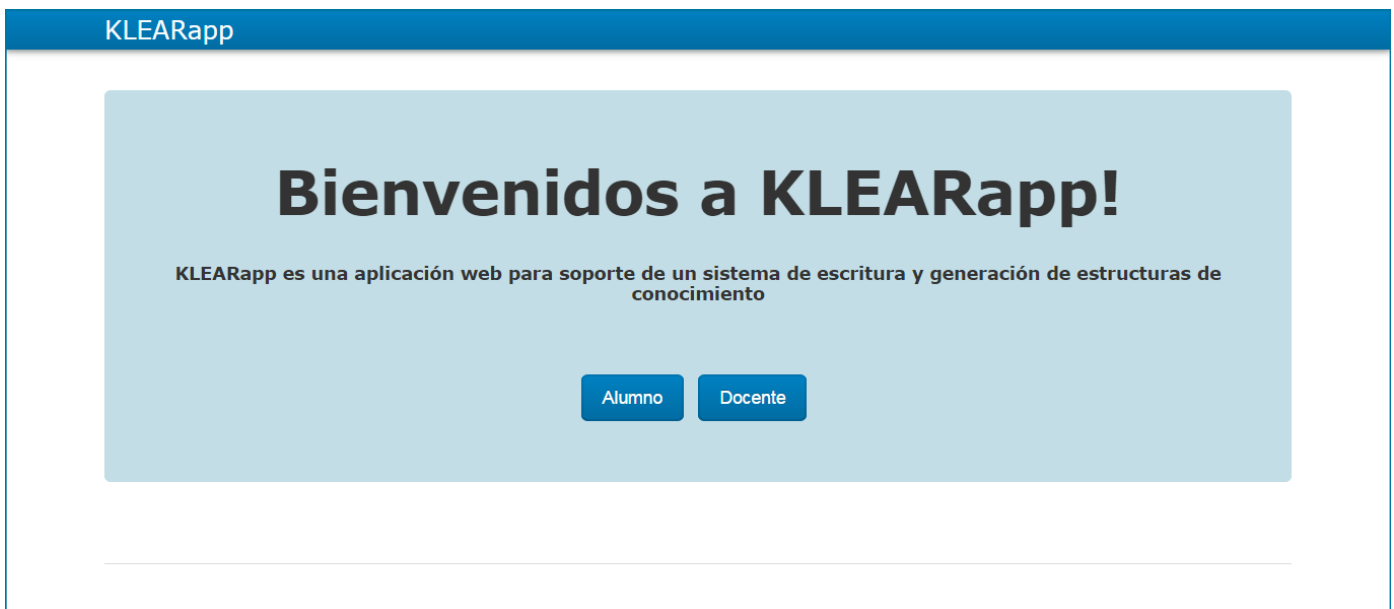 KLEARapp
Bienvenidos a KLEARapp!
KLEARapp es una aplicación web para soporte de un sistema de escritura y generación de estructuras de
conocimiento
Alumno Docente